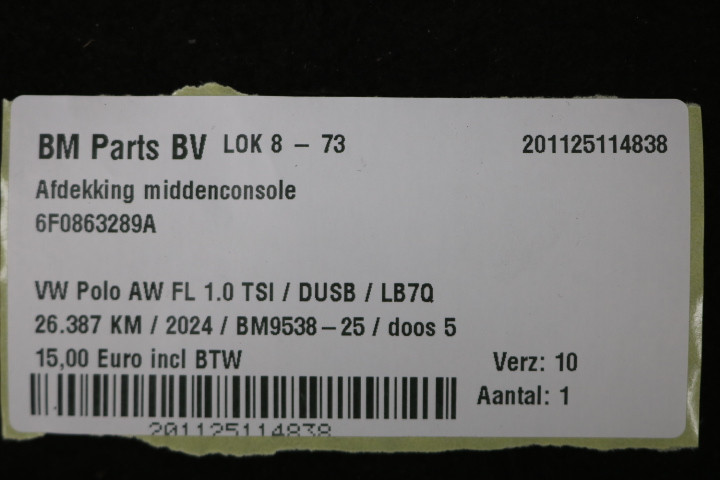 BM Parts BV LOK 8 - 73 201125114838
Afdekking middenconsole
6F0863289A
VW Polo AW FL 1.0 TSI / DUSB / LB7Q
26.387 KM / 2024 / BM9538-25 / doos 5
15,00 Euro incl BTW Verz: 10
Aantal: 1
201125114838